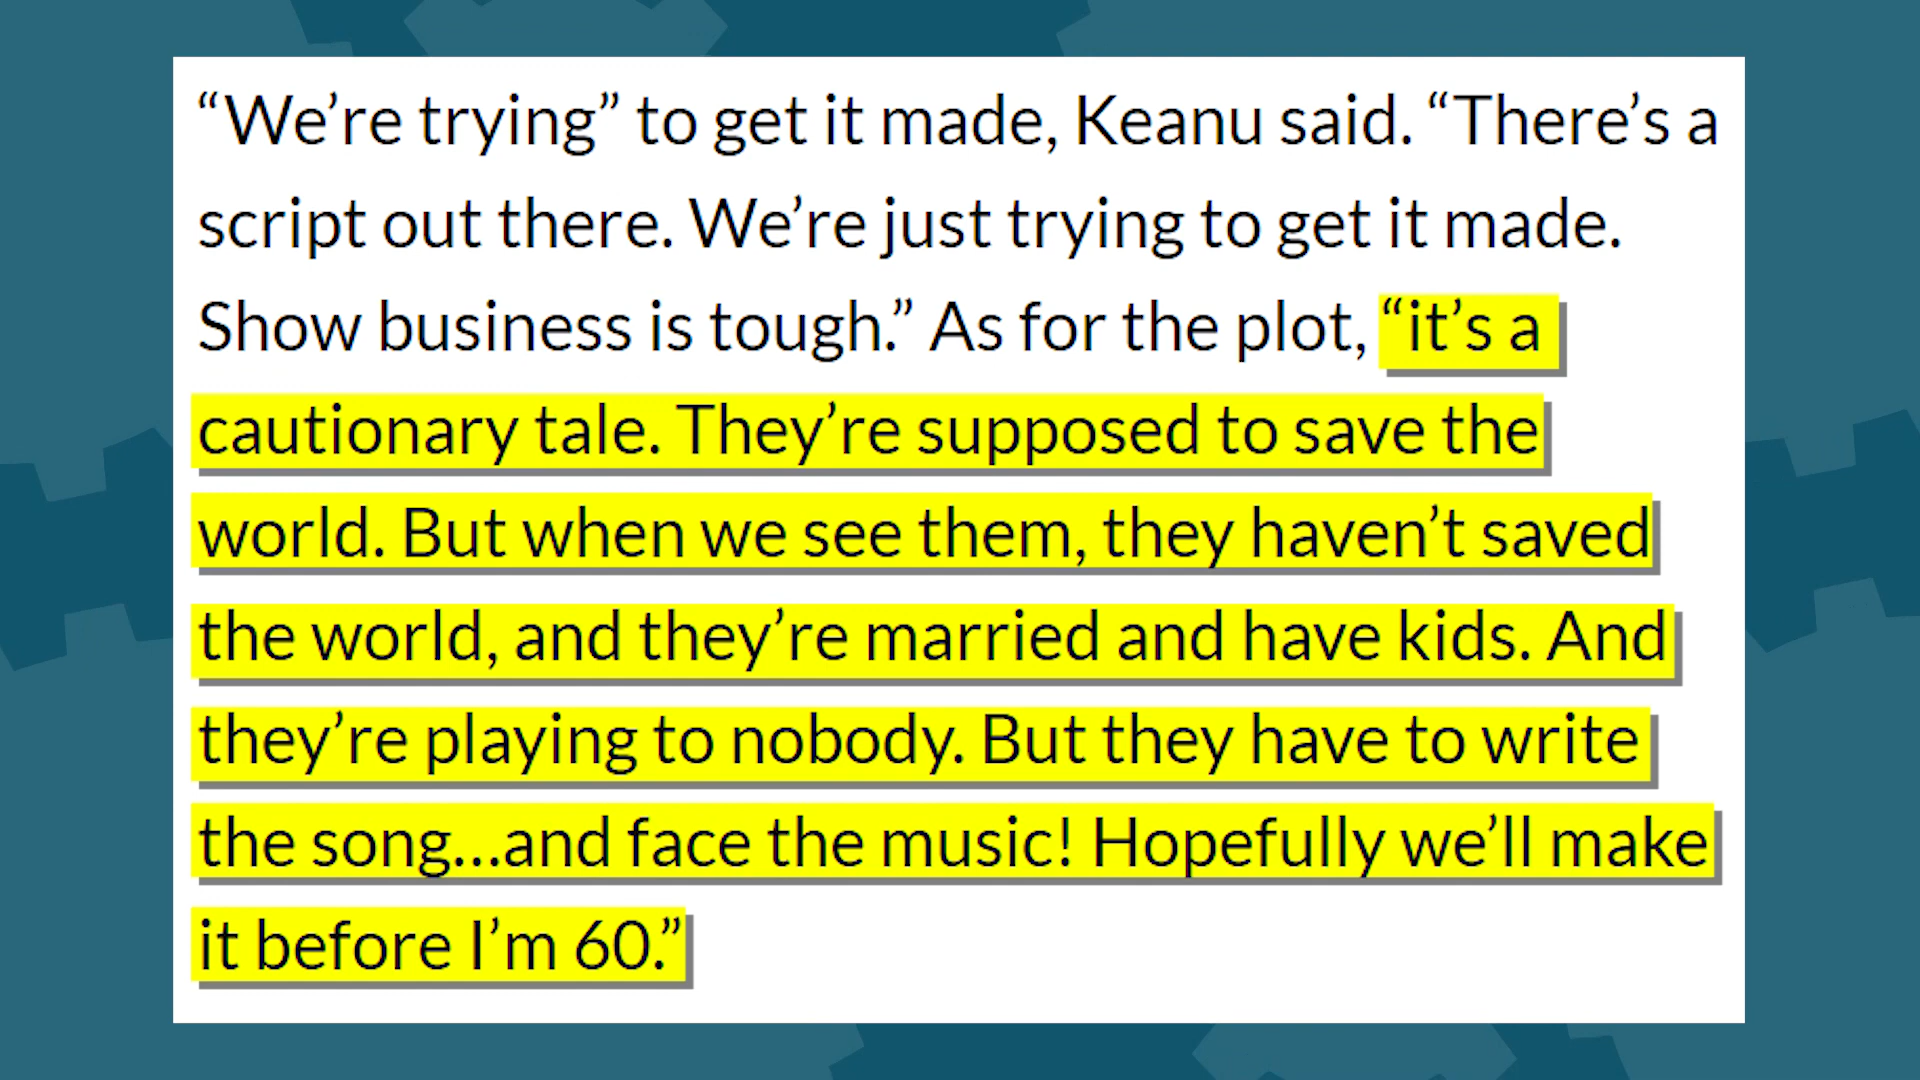 “We’re trying” to get it made, Keanu said. “There’s a
script out there. We’re just trying to get it made.
Show business is tough.” As for the plot, “it’s a
cautionary tale. They’re supposed to save the
world. But when we see them, they haven’t saved
the world, and they’re married and have kids. And
they’re playing to nobody. But they have to write
the song…and face the music! Hopefully we’ll make
it before I’m 60.”